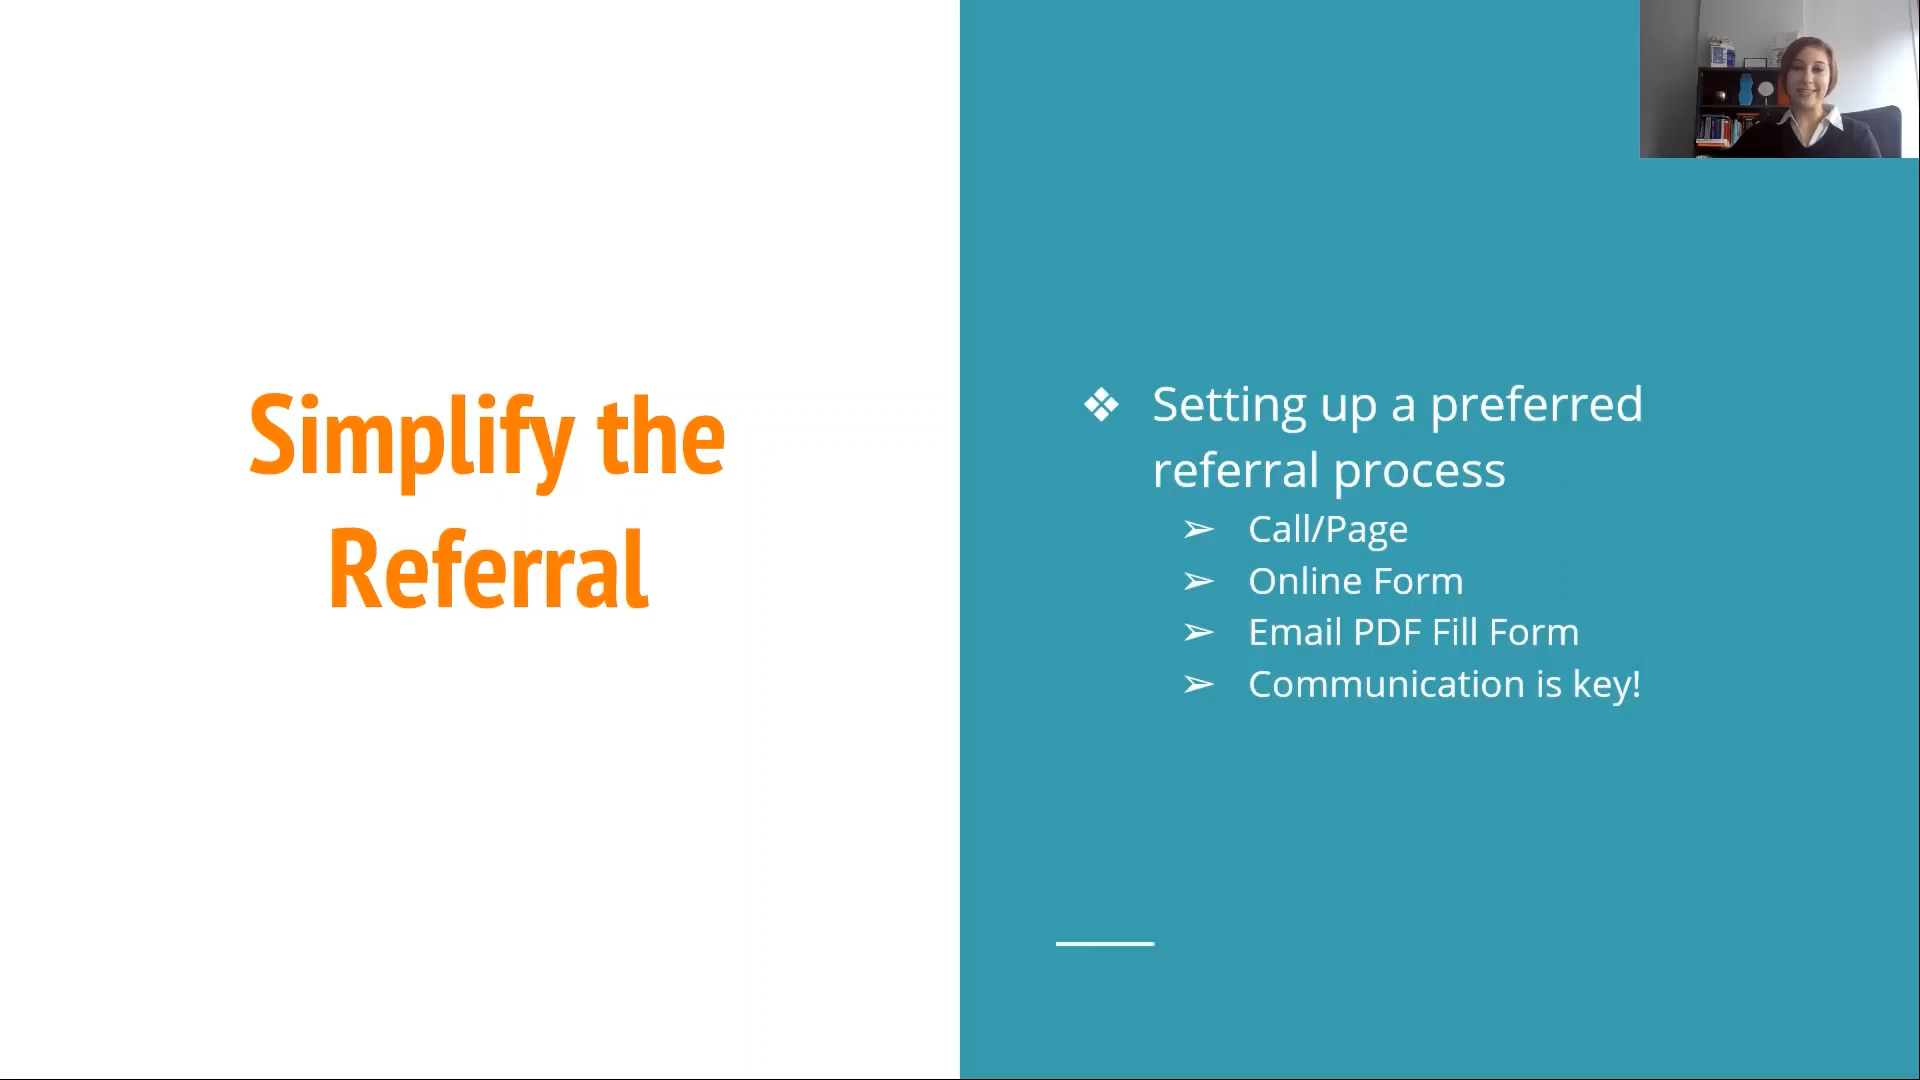 Simplify the
Referral
❖ Setting up a preferred
referral process
➢ Call/Page
➢ Online Form
➢ Email PDF Fill Form
➢ Communication is key!